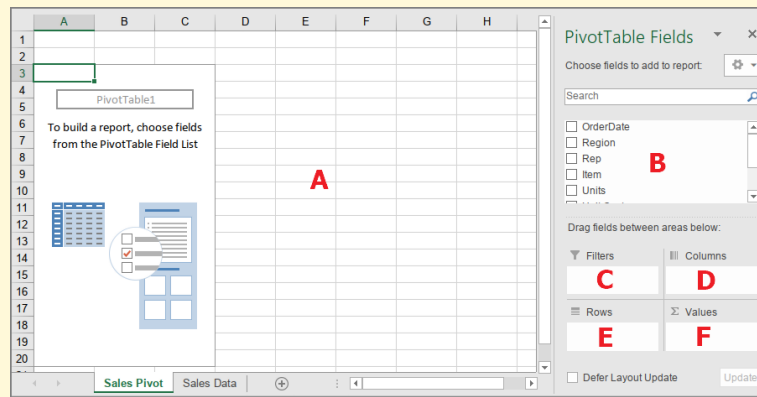 A B C D E F G H
1
2
3
4
5
6
7
8
9
10
11
12
13
14
15
16
17
18
19
20
PivotTable1
To build a report, choose fields
from the PivotTable Field List
A
Sales Pivot Sales Data
PivotTable Fields
Choose fields to add to report:
Search
OrderDate
Region
Rep
Item
Units
B
Drag fields between areas below:
Filters Columns
C D
Rows Σ Values
E F
Defer Layout Update Update